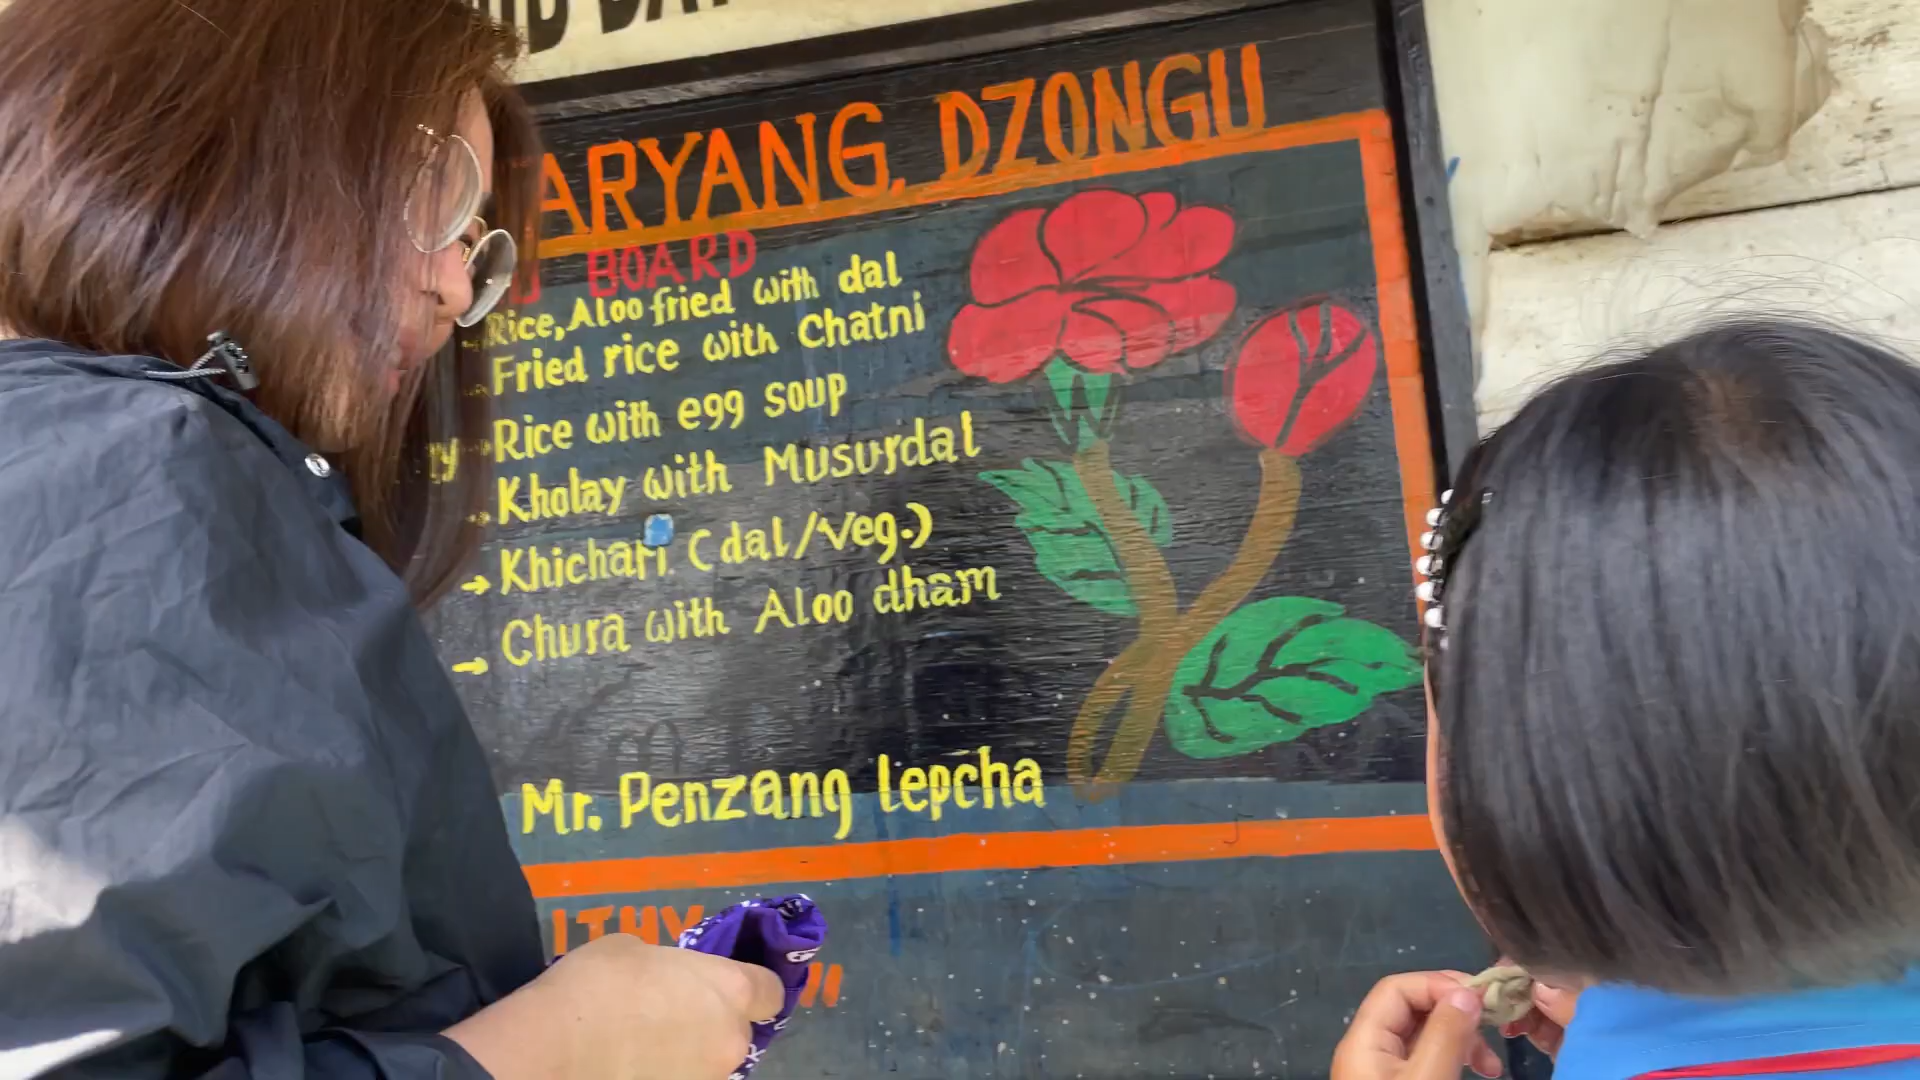 ARYANG, DZONGU
BOARD
Rice, Aloo fried with dal
Fried rice with Chatni
Rice with egg soup
→ Kholay with Musurdal
→ Khichari (dal/veg.)
→ Chura with Aloo dham
Mr. Penzang lepcha
LTHY
"